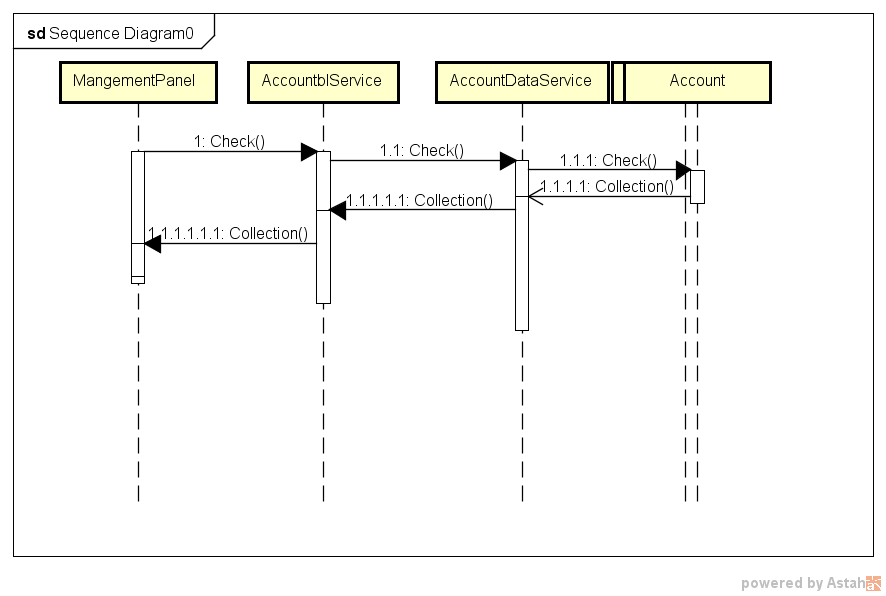 sd Sequence Diagram0
MangementPanel
AccountblService
AccountDataService
Account
1: Check()
1.1: Check()
1.1.1: Check()
1.1.1.1: Collection()
1.1.1.1.1: Collection()
1.1.1.1.1.1: Collection()
powered by Astah